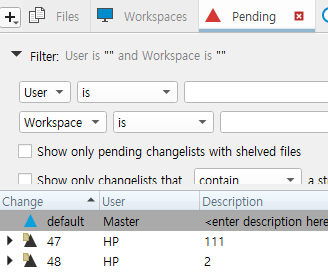 Files Workspaces Pending
Filter: User is "" and Workspace is ""
User is
Workspace is
Show only pending changelists with shelved files
Show only changelists that contain a st
Change User Description
default Master <enter description here
47 HP 111
48 HP 2